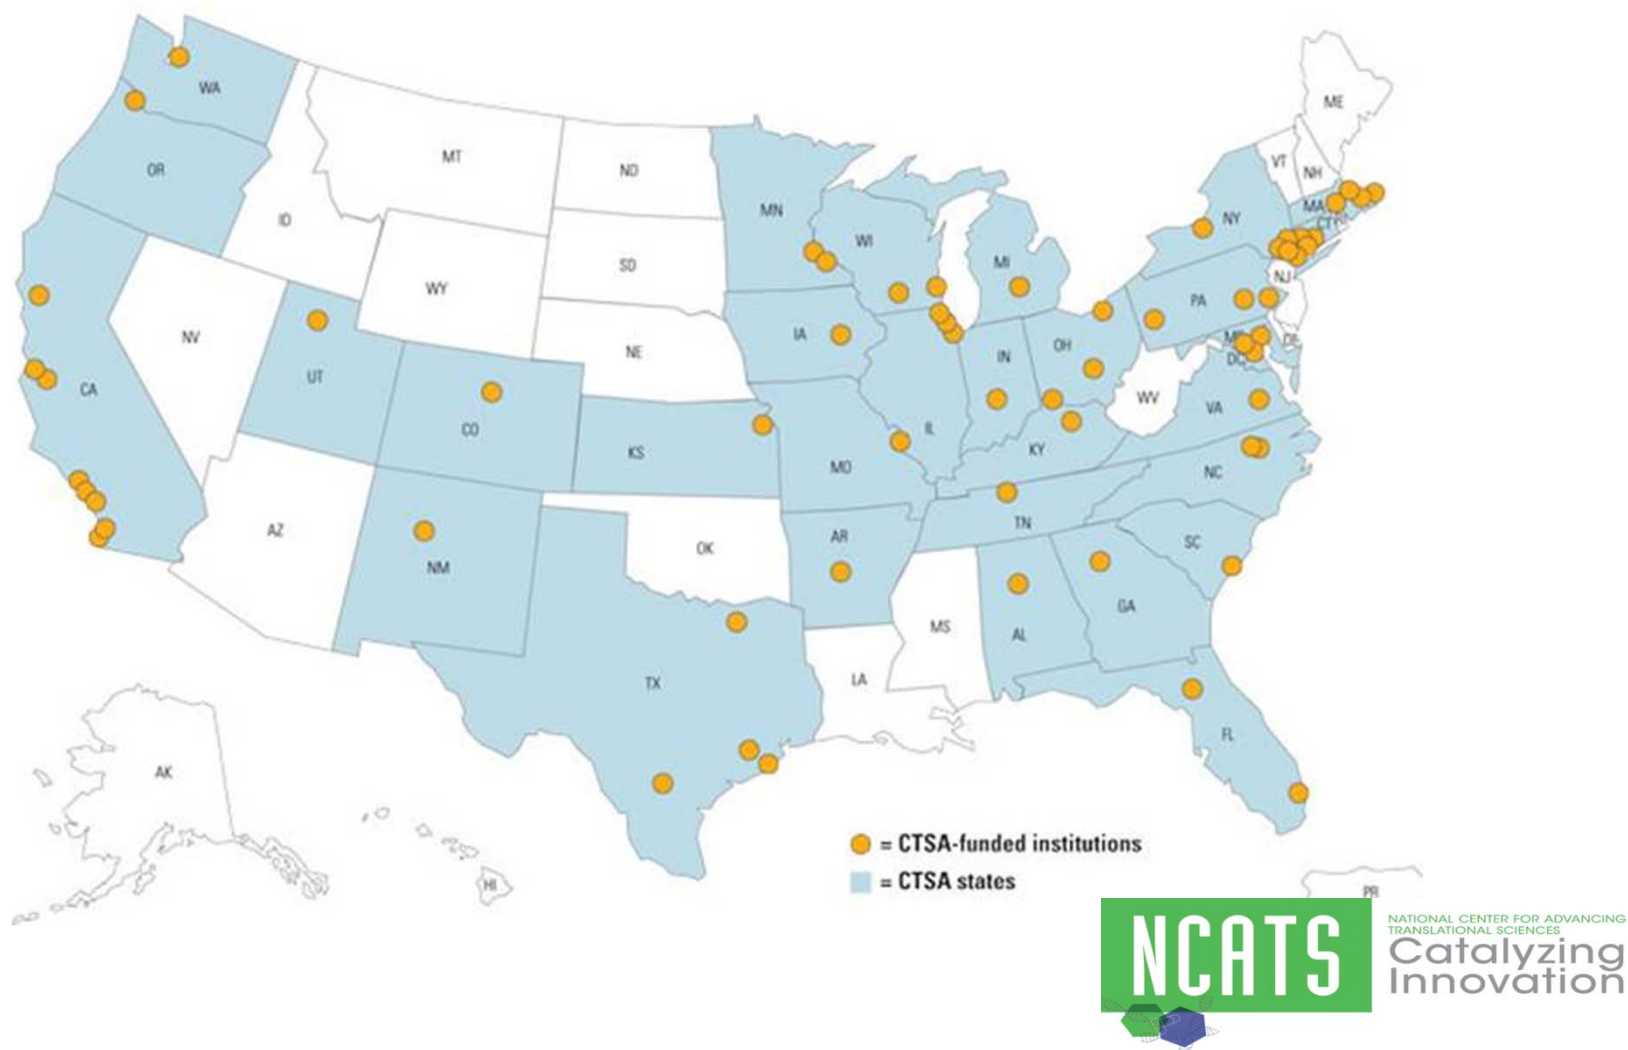 WA
ME
MT
ND
VT
OR
NH
MN
MA
ID
NY
CT
WI
SD
MI
NJ
WY
PA
IA
NV
MD
DE
OH
NE
IN
DC
UT
CA
WV
VA
CO
IL
KS
KY
MO
NC
TN
AZ
AR
SC
OK
NM
GA
MS
AL
LA
TX
FL
AK
= CTSA-funded institutions
HI
= CTSA states
PR
NCATS
NATIONAL CENTER FOR ADVANCING
TRANSLATIONAL SCIENCES
Catalyzing
Innovation